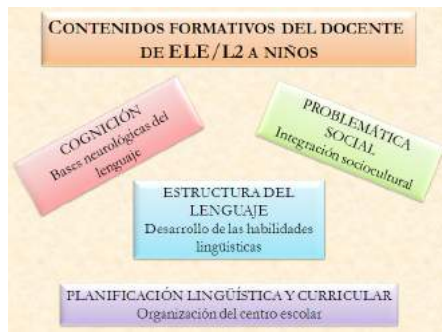 CONTENIDOS FORMATIVOS DEL DOCENTE
DE ELE/L2 A NIÑOS
COGNICIÓN
Bases neurológicas del
lenguaje
PROBLEMÁTICA
SOCIAL
Integración sociocultural
ESTRUCTURA DEL
LENGUAJE
Desarrollo de las habilidades
lingüísticas
PLANIFICACIÓN LINGÜÍSTICA Y CURRICULAR
Organización del centro escolar